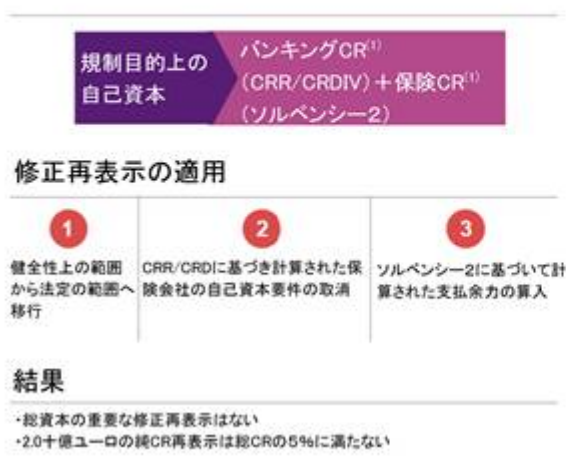 規制目的上の
自己資本
バンキングCR⁽¹⁾
(CRR/CRDIV)+保険CR⁽¹⁾
(ソルベンシー2)
修正再表示の適用
1
健全性上の範囲
から法定の範囲へ
移行
2
CRR/CRDに基づき計算された保
険会社の自己資本要件の取消
3
ソルベンシー2に基づいて計
算された支払余力の算入
結果
・総資本の重要な修正再表示はない
・2.0十億ユーロの純CR再表示は総CRの5%に満たない